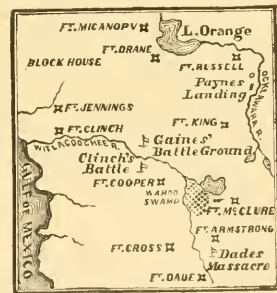 FT. MICANOPY
L. Orange
FT. DRANE
BLOCK HOUSE
FT. RUSSELL
Paynes
Landing
OCKLAWAHA R.
FT. JENNINGS
FT. KING
FT. CLINCH
WITLACOOCHEE R.
Gaines'
Battle Ground
Clinch's
Battle
FT. COOPER
WAHOO
SWAMP
GULF OF MEXICO
FT. McCLURE
FT. ARMSTRONG
FT. CROSS
Dades
Massacre
FT. DADE